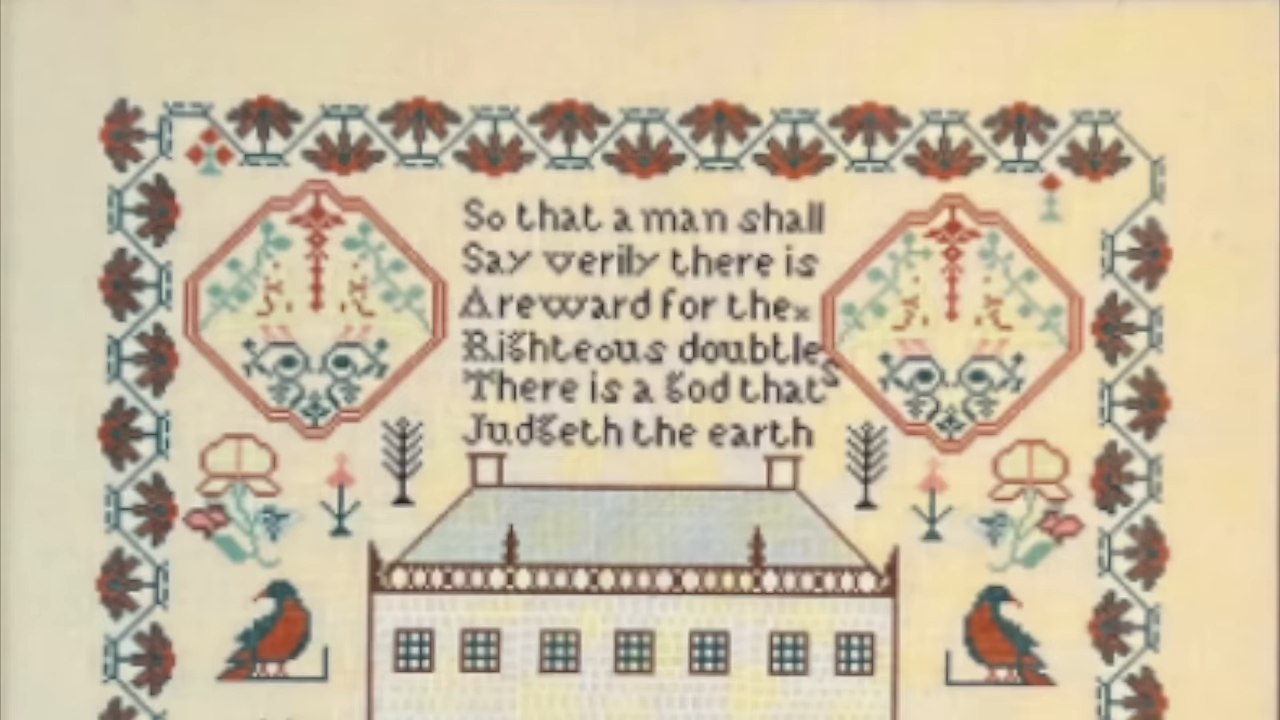 So that a man shall
Say verily there is
A reward for the x
Righteous doubtles
There is a God that
Judgeth the earth